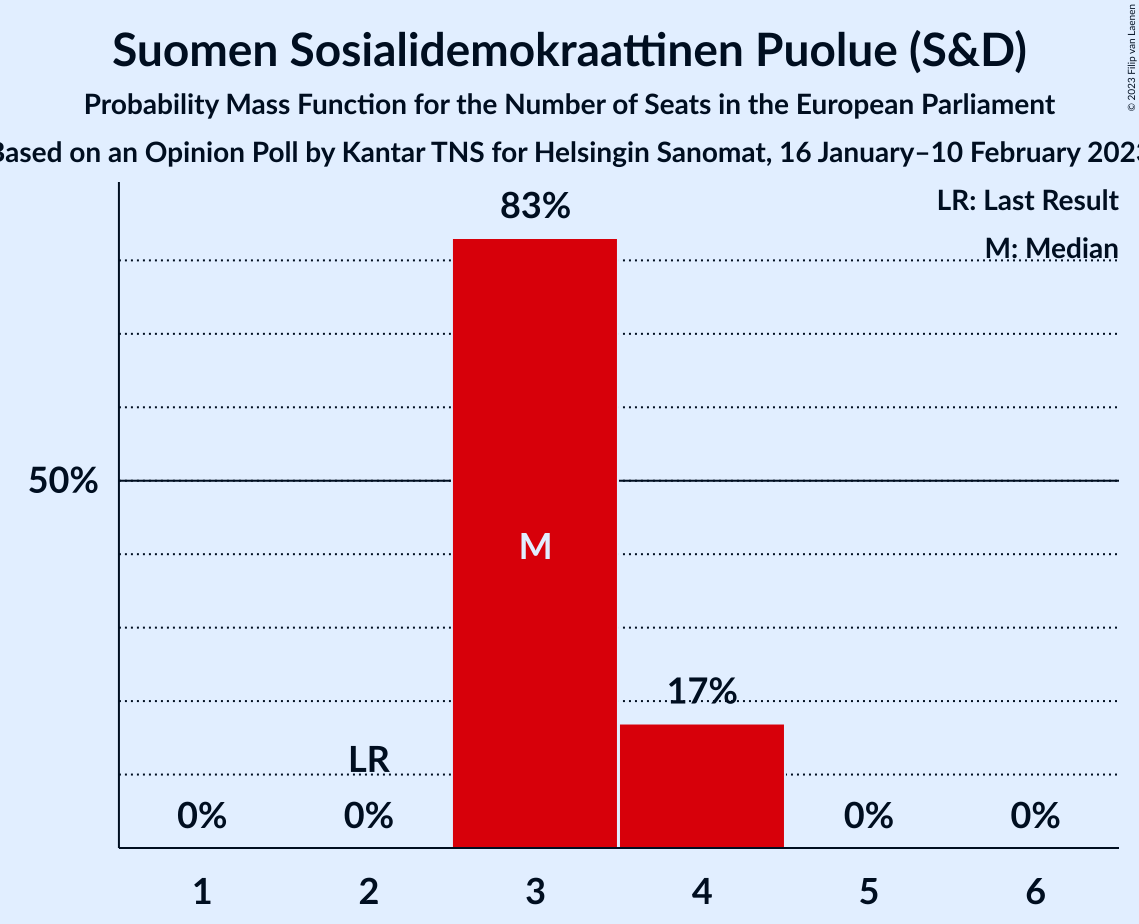 Suomen Sosialidemokraattinen Puolue (S&D)
Probability Mass Function for the Number of Seats in the European Parliament
Based on an Opinion Poll by Kantar TNS for Helsingin Sanomat, 16 January–10 February 2023
© 2023 Filip van Laenen
LR: Last Result
M: Median
83%
50%
M
17%
LR
0% 0% 0% 0%
1 2 3 4 5 6